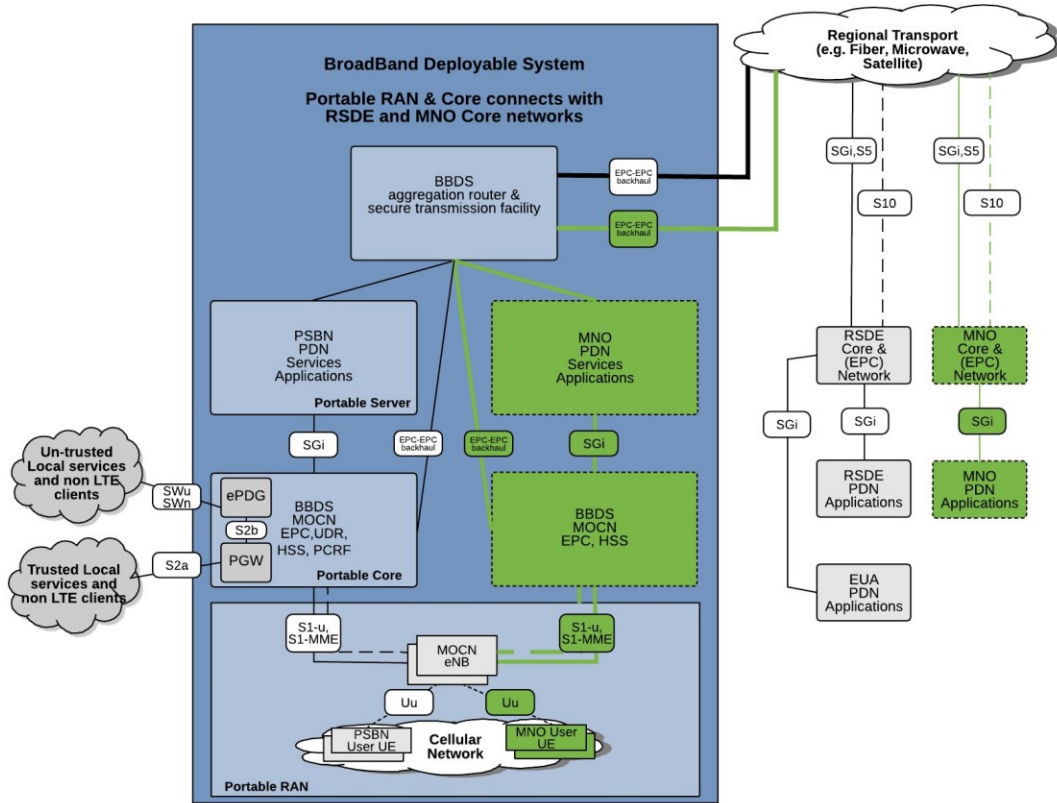 BroadBand Deployable System
Portable RAN & Core connects with
RSDE and MNO Core networks
Regional Transport
(e.g. Fiber, Microwave,
Satellite)
BBDS
aggregation router &
secure transmission facility
EPC-EPC
backhaul
EPC-EPC
backhaul
SGi,S5
S10
SGi,S5
S10
PSBN
PDN
Services
Applications
Portable Server
MNO
PDN
Services
Applications
RSDE
Core &
(EPC)
Network
MNO
Core &
(EPC)
Network
SGi
EPC-EPC
backhaul
EPC-EPC
backhaul
SGi
SGi
SGi
SGi
Un-trusted
Local services
and non LTE
clients
SWu
SWn
ePDG
S2b
PGW
BBDS
MOCN
EPC,UDR,
HSS, PCRF
Portable Core
BBDS
MOCN
EPC, HSS
RSDE
PDN
Applications
MNO
PDN
Applications
Trusted Local
services and
non LTE clients
S2a
EUA
PDN
Applications
S1-u,
S1-MME
S1-u,
S1-MME
MOCN
eNB
Uu
Uu
PSBN
User UE
Cellular
Network
MNO User
UE
Portable RAN